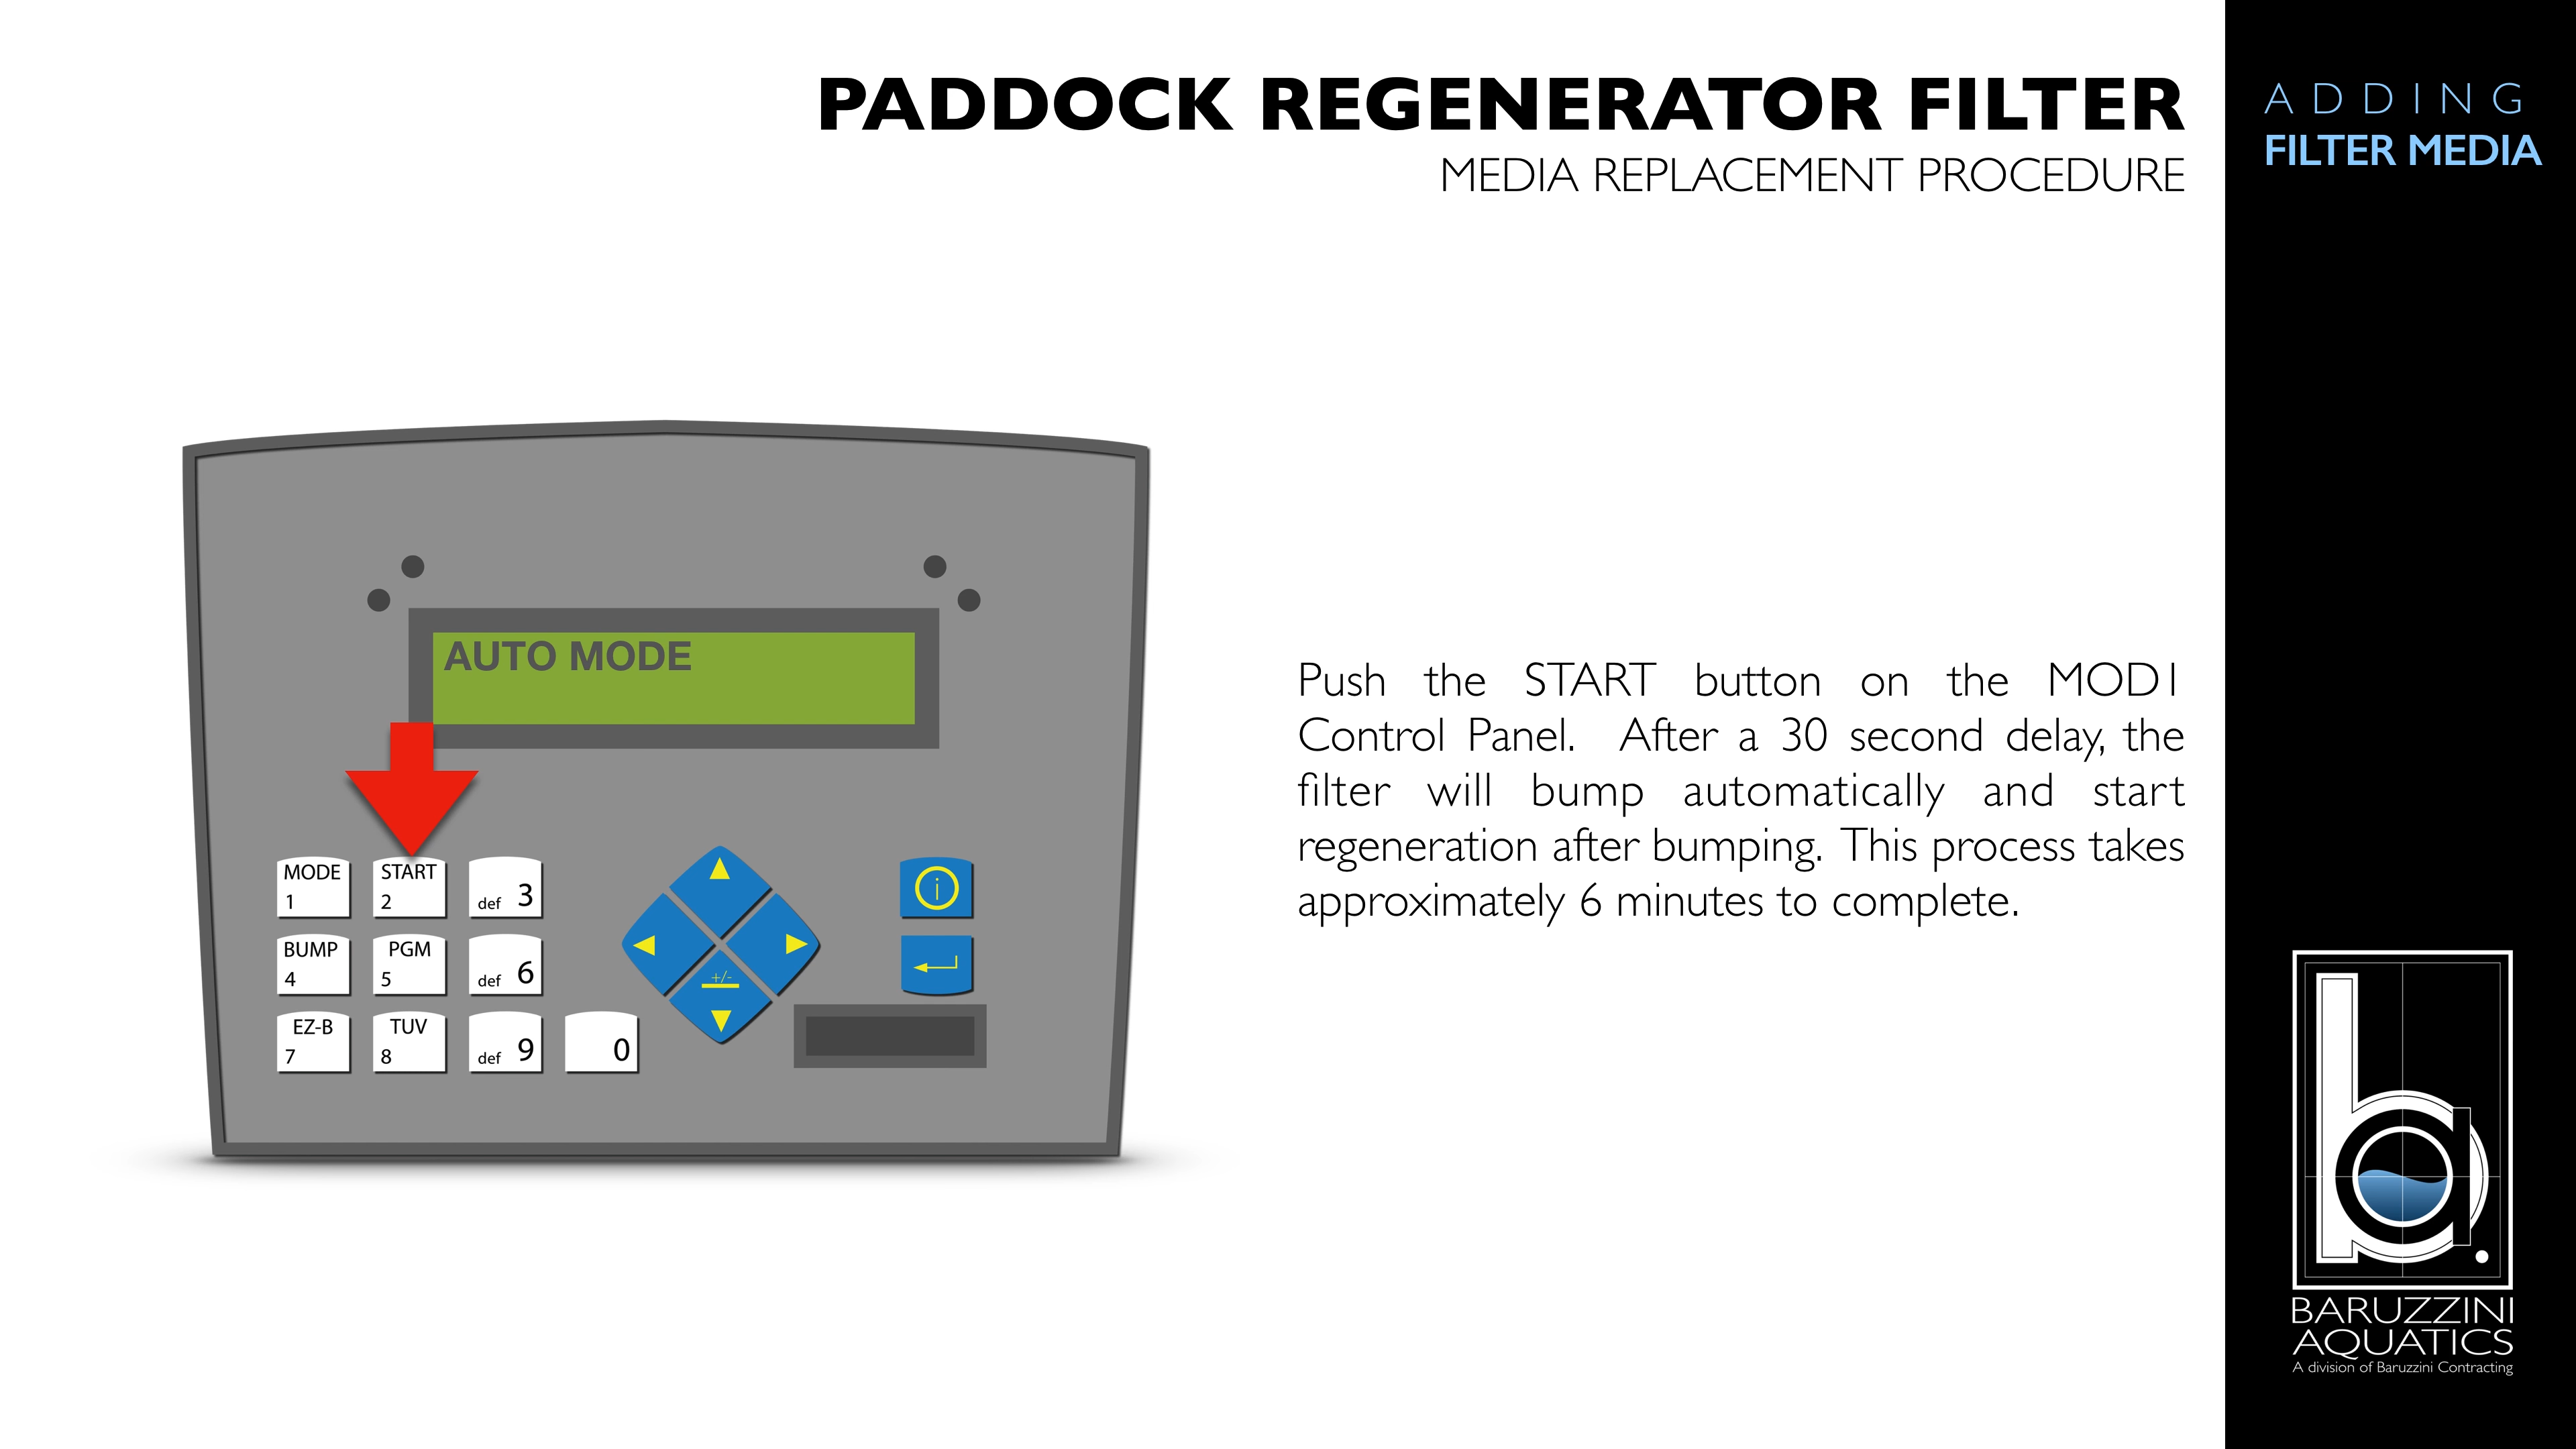 PADDOCK REGENERATOR FILTER
MEDIA REPLACEMENT PROCEDURE
ADDING
FILTER MEDIA
AUTO MODE
MODE
1
START
2
def 3
BUMP
4
PGM
5
def 6
EZ-B
7
TUV
8
def 9
0
+/-
i
Push the START button on the MOD1
Control Panel. After a 30 second delay, the
filter will bump automatically and start
regeneration after bumping. This process takes
approximately 6 minutes to complete.
ba.
BARUZZINI
AQUATICS
A division of Baruzzini Contracting